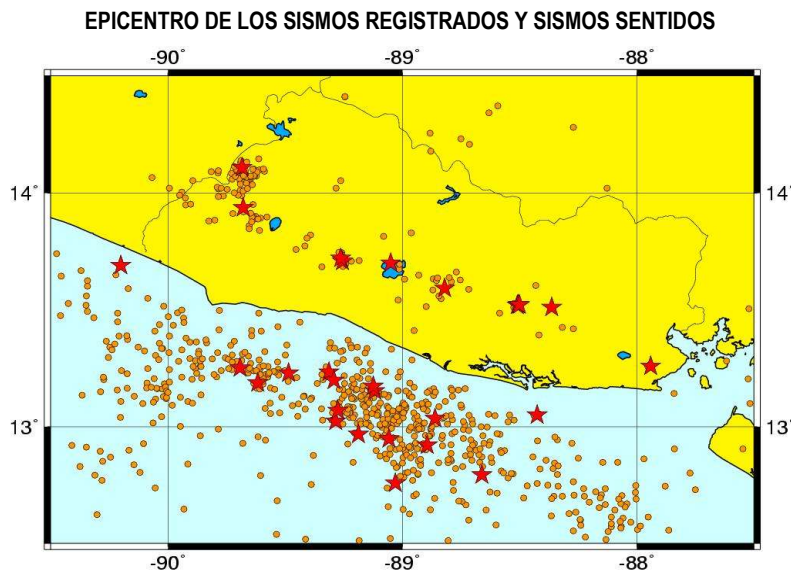 EPICENTRO DE LOS SISMOS REGISTRADOS Y SISMOS SENTIDOS
-90° -89° -88°
14° 14°
13° 13°
-90° -89° -88°